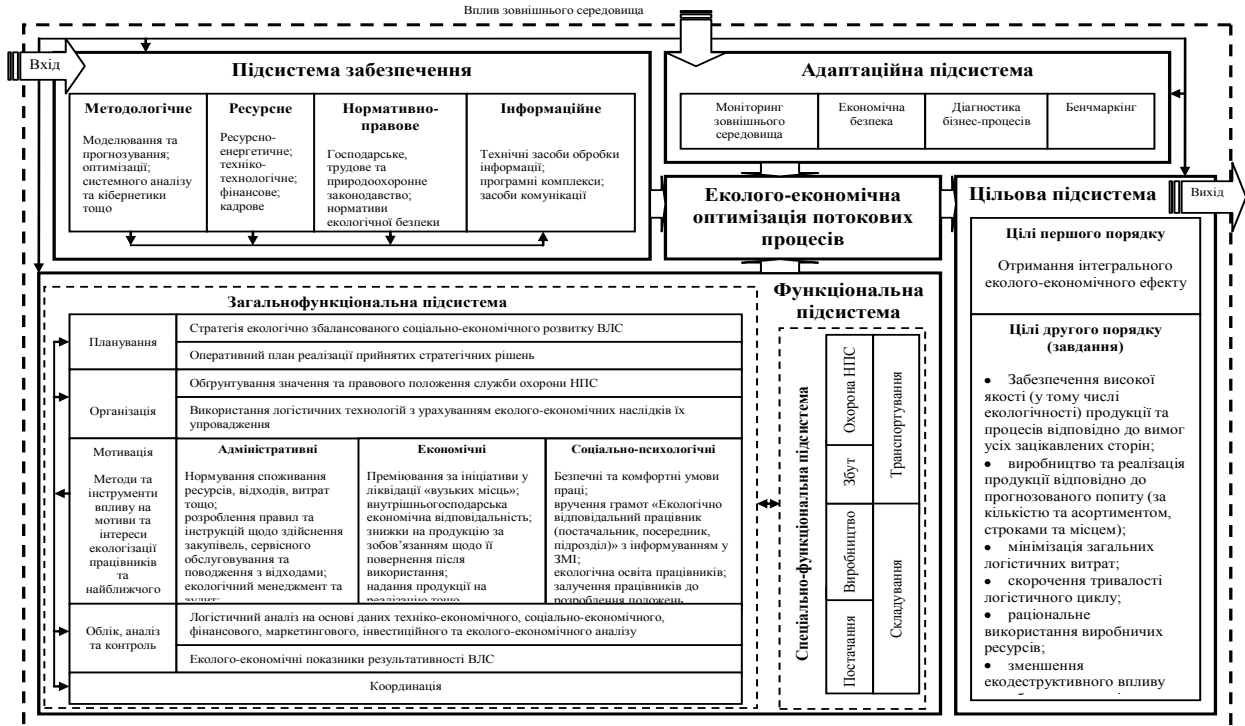 Вплив зовнішнього середовища
Вхід
Підсистема забезпечення
Методологічне
Моделювання та
прогнозування;
оптимізації;
системного аналізу
та кібернетики
тощо
Ресурсне
Ресурсно-
енергетичне;
техніко-
технологічне;
фінансове;
кадрове
Нормативно-
правове
Господарське,
трудове та
природоохоронне
законодавство;
нормативи
екологічної безпеки
Інформаційне
Технічні засоби обробки
інформації;
програмні комплекси;
засоби комунікації
Адаптаційна підсистема
Моніторинг
зовнішнього
середовища
Економічна
безпека
Діагностика
бізнес-процесів
Бенчмаркінг
Еколого-економічна
оптимізація потокових
процесів
Цільова підсистема
Вихід
Цілі першого порядку
Отримання інтегрального
еколого-економічного ефекту
Цілі другого порядку
(завдання)
• Забезпечення високої
якості (у тому числі
екологічності) продукції та
процесів відповідно до вимог
усіх зацікавлених сторін;
• виробництво та реалізація
продукції відповідно до
прогнозованого попиту (за
кількістю та асортиментом,
строками та місцем);
• мінімізація загальних
логістичних витрат;
• скорочення тривалості
логістичного циклу;
• раціональне
використання виробничих
ресурсів;
• зменшення
екодеструктивного впливу
Функціональна
підсистема
Загальнофункціональна підсистема
Планування
Стратегія екологічно збалансованого соціально-економічного розвитку ВЛС
Оперативний план реалізації прийнятих стратегічних рішень
Організація
Обґрунтування значення та правового положення служби охорони НПС
Використання логістичних технологій з урахуванням еколого-економічних наслідків їх
упровадження
Мотивація
Методи та
інструменти
впливу на
мотиви та
інтереси
екологізації
працівників
та
найближчого
Адміністративні
Нормування споживання
ресурсів, відходів, витрат
тощо;
розроблення правил та
інструкцій щодо здійснення
закупівель, сервісного
обслуговування та
поводження з відходами;
екологічний менеджмент та
аудит;
Економічні
Преміювання за ініціативи у
ліквідації «вузьких місць»;
внутрішньогосподарська
економічна відповідальність;
знижки на продукцію за
зобов’язанням щодо її
повернення після
використання;
надання продукції на
реалізацію тощо
Соціально-психологічні
Безпечні та комфортні умови
праці;
вручення грамот «Екологічно
відповідальний працівник
(постачальник, посередник,
підрозділ)» з інформуванням у
ЗМІ;
екологічна освіта працівників;
залучення працівників до
розроблення положень
Облік, аналіз
та контроль
Логістичний аналіз на основі даних техніко-економічного, соціально-економічного,
фінансового, маркетингового, інвестиційного та еколого-економічного аналізу
Еколого-економічні показники результативності ВЛС
Координація
Спеціально-функціональна підсистема
Постачання
Виробництво
Збут
Охорона НПС
Складування
Транспортування